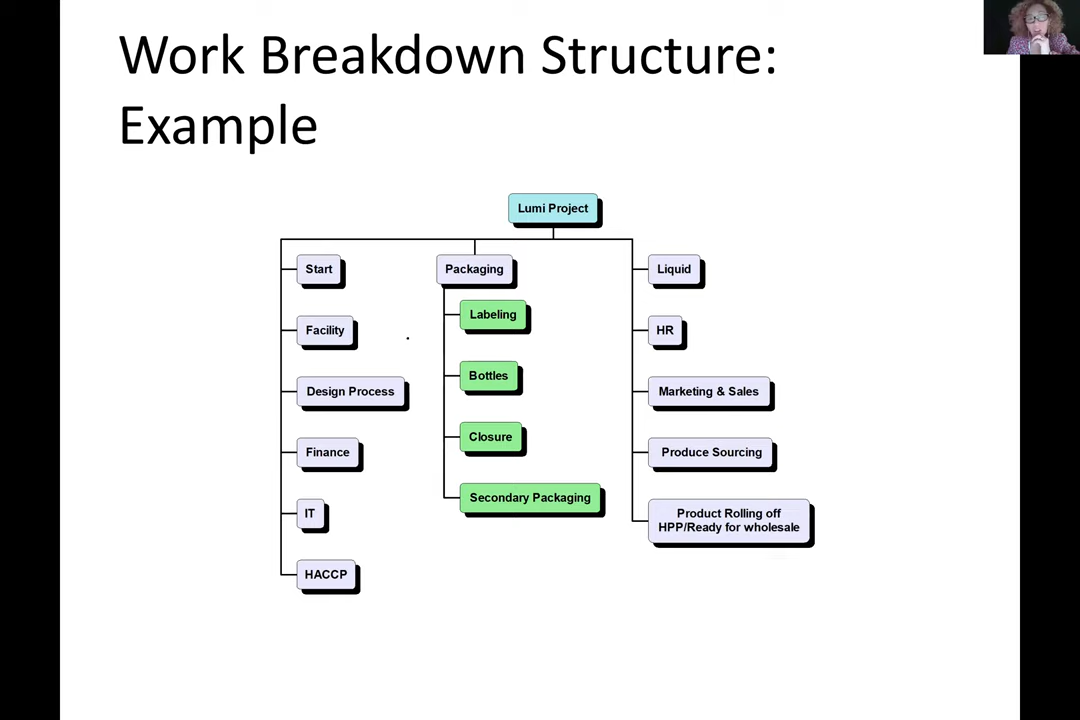 Work Breakdown Structure:
Example
Lumi Project
Start
Facility
Design Process
Finance
IT
HACCP
Packaging
Labeling
Bottles
Closure
Secondary Packaging
Liquid
HR
Marketing & Sales
Produce Sourcing
Product Rolling off
HPP/Ready for wholesale